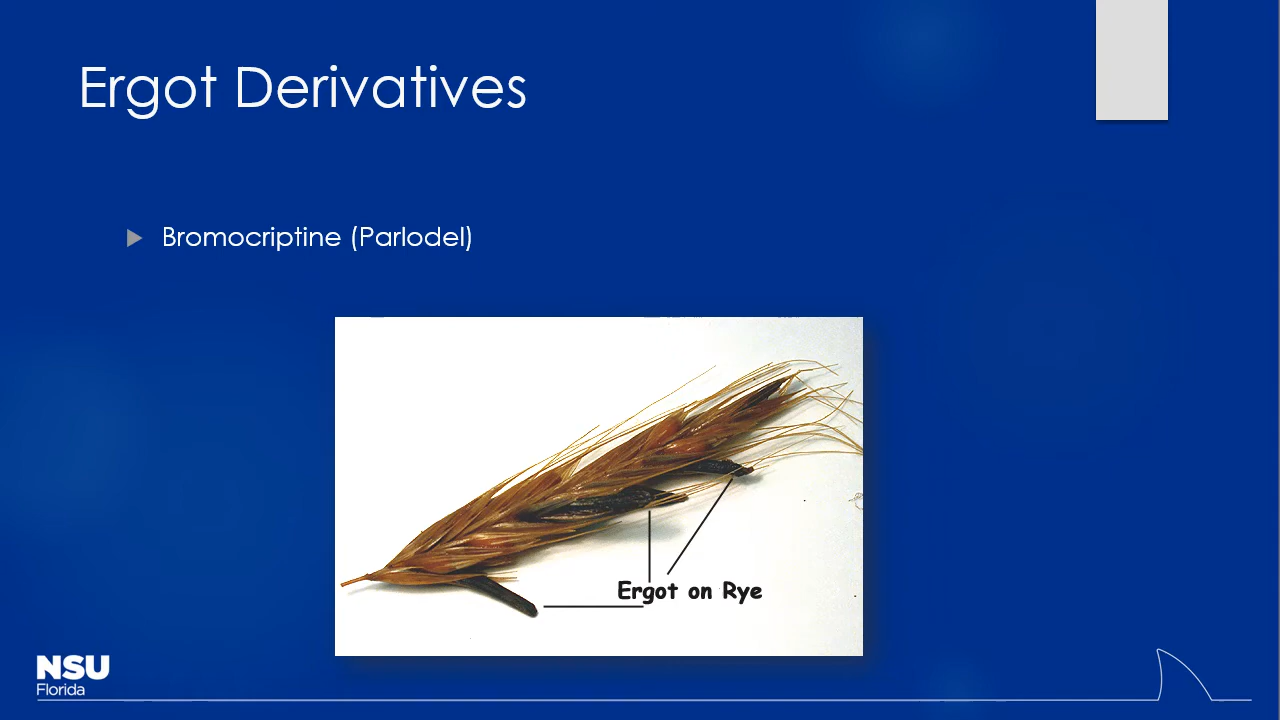 Ergot Derivatives
Bromocriptine (Parlodel)
Ergot on Rye
NSU
Florida